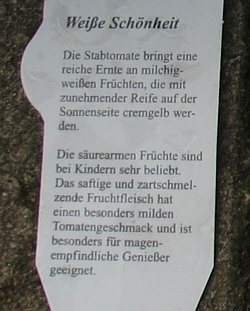 Weiße Schönheit
Die Stabtomate bringt eine
reiche Ernte an milchig-
weißen Früchten, die mit
zunehmender Reife auf der
Sonnenseite cremgelb wer-
den.
Die säurearmen Früchte sind
bei Kindern sehr beliebt.
Das saftige und zartschmel-
zende Fruchtfleisch hat
einen besonders milden
Tomatengeschmack und ist
besonders für magen-
empfindliche Genießer
geeignet.